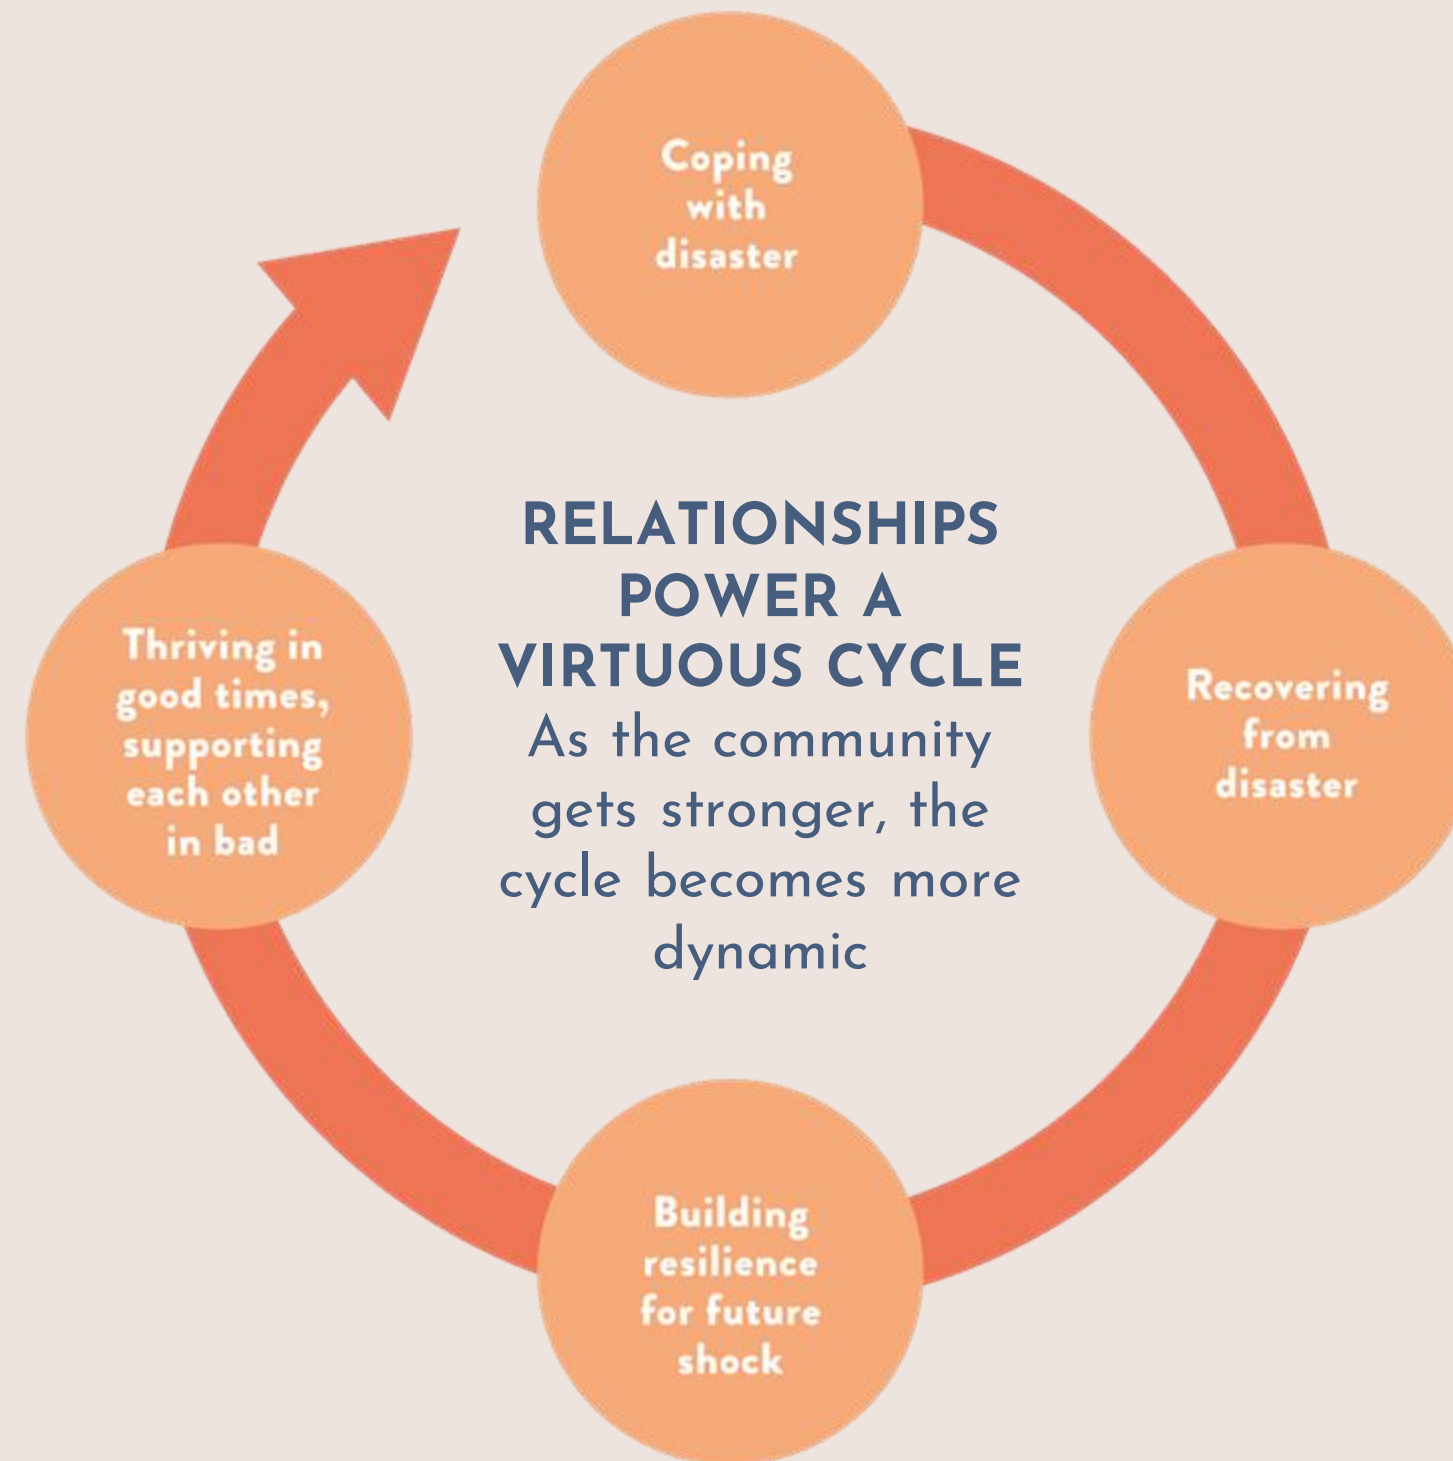 Coping
with
disaster
RELATIONSHIPS
POWER A
VIRTUOUS CYCLE
As the community
gets stronger, the
cycle becomes more
dynamic
Thriving in
good times,
supporting
each other
in bad
Recovering
from
disaster
Building
resilience
for future
shock